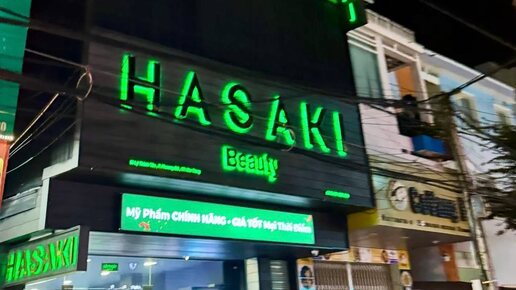 HASAKI
Beauty
Mỹ Phẩm CHÍNH HÃNG - GIÁ TỐT Mọi Thời Điểm
HASAKI